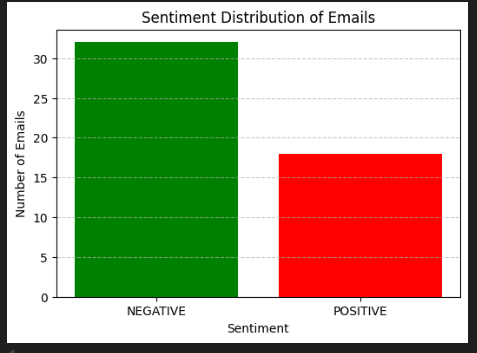 Sentiment Distribution of Emails
Number of Emails
30
25
20
15
10
5
0
NEGATIVE POSITIVE
Sentiment